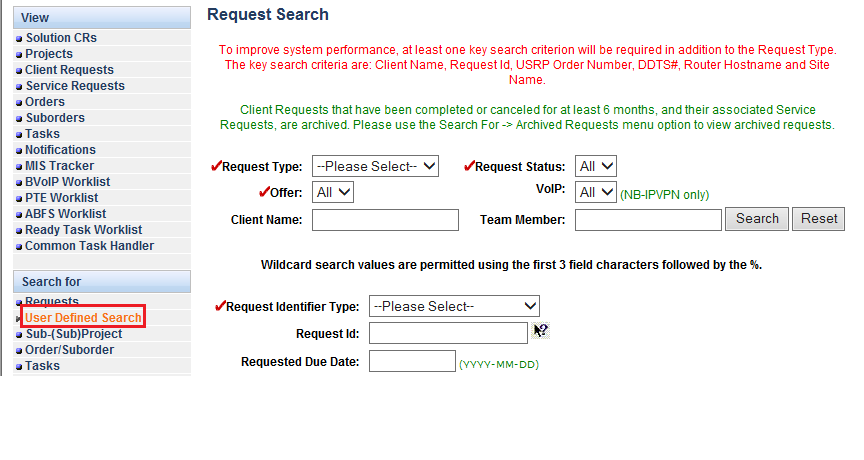 View
Solution CRs
Projects
Client Requests
Service Requests
Orders
Suborders
Tasks
Notifications
MIS Tracker
BVoIP Worklist
PTE Worklist
ABFS Worklist
Ready Task Worklist
Common Task Handler
Search for
Requests
User Defined Search
Sub-(Sub)Project
Order/Suborder
Tasks
Request Search
To improve system performance, at least one key search criterion will be required in addition to the Request Type.
The key search criteria are: Client Name, Request Id, USRP Order Number, DDTS#, Router Hostname and Site
Name.
Client Requests that have been completed or canceled for at least 6 months, and their associated Service
Requests, are archived. Please use the Search For -> Archived Requests menu option to view archived requests.
Request Type: --Please Select-- Request Status: All
Offer: All VoIP: All (NB-IPVPN only)
Client Name: Team Member: Search Reset
Wildcard search values are permitted using the first 3 field characters followed by the %.
Request Identifier Type: --Please Select--
Request Id: ?
Requested Due Date: (YYYY-MM-DD)